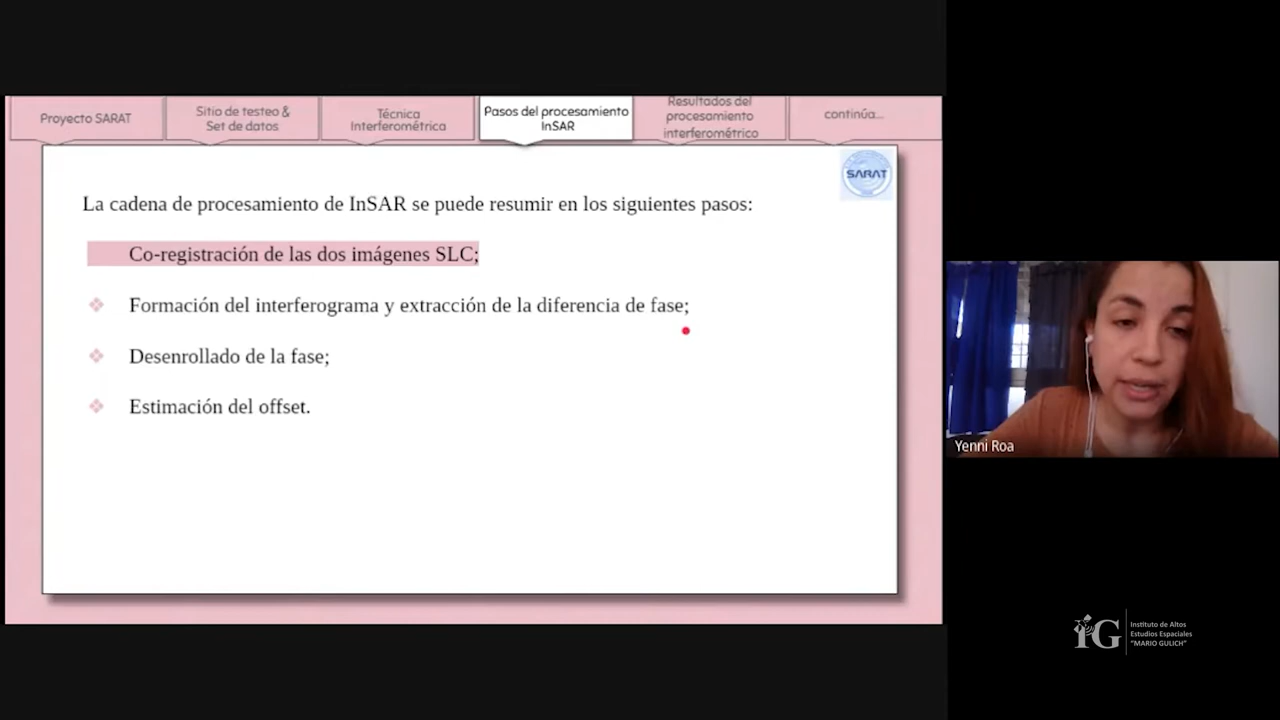 Proyecto SARAT
Sitio de testeo &
Set de datos
Técnica
Interferométrica
Pasos del procesamiento
InSAR
Resultados del
procesamiento
interferométrico
continúa...
SARAT
La cadena de procesamiento de InSAR se puede resumir en los siguientes pasos:
Co-registración de las dos imágenes SLC;
Formación del interferograma y extracción de la diferencia de fase;
Desenrollado de la fase;
Estimación del offset.
Yenni Roa
iG
Instituto de Altos
Estudios Espaciales
"MARIO GULICH"